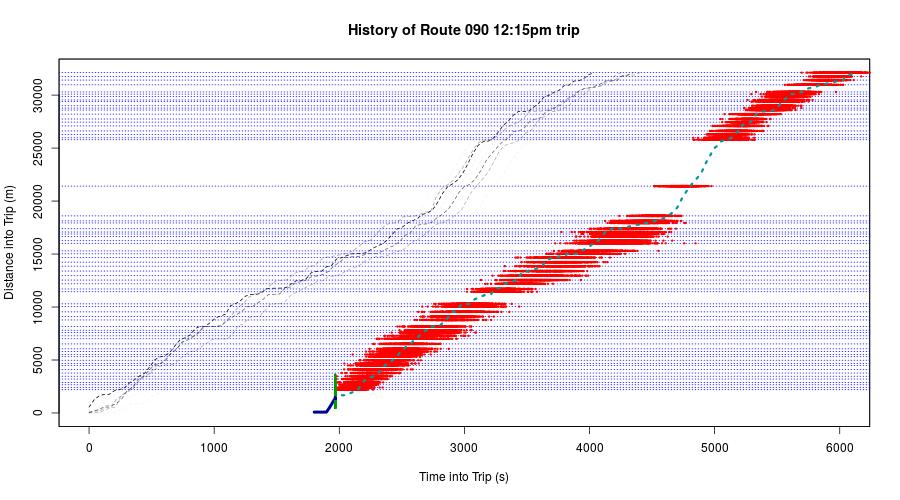 History of Route 090 12:15pm trip
Distance into Trip (m)
30000
25000
20000
15000
10000
5000
0
0 1000 2000 3000 4000 5000 6000
Time into Trip (s)